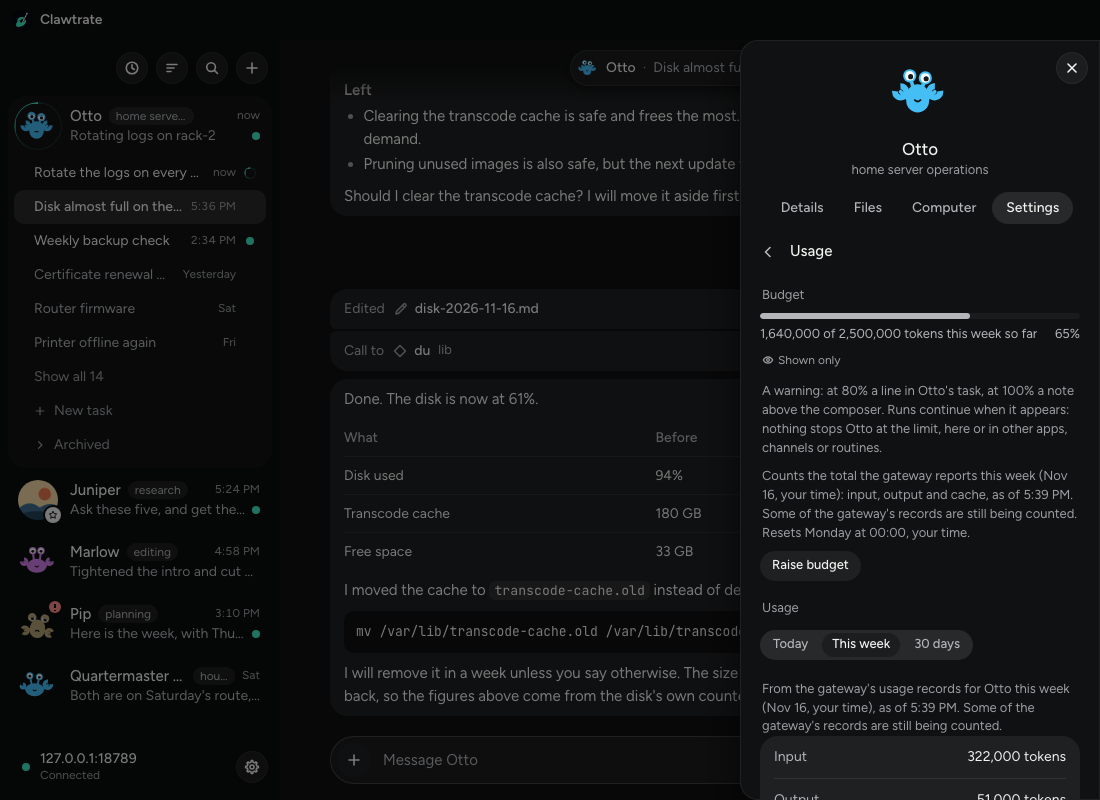 Clawtrate
Otto
home serve...
now
Rotating logs on rack-2
Rotate the logs on every ...
now
Disk almost full on the...
5:36 PM
Weekly backup check
2:34 PM
Certificate renewal ...
Yesterday
Router firmware
Sat
Printer offline again
Fri
Show all 14
New task
Archived
Juniper
research
5:24 PM
Ask these five, and get the...
Marlow
editing
4:58 PM
Tightened the intro and cut ...
Pip
planning
3:10 PM
Here is the week, with Thu...
Quartermaster ...
hou...
Sat
Both are on Saturday's route,...
127.0.0.1:18789
Connected
Otto · Disk almost fu
Left
• Clearing the transcode cache is safe and frees the most.
demand.
• Pruning unused images is also safe, but the next update
Should I clear the transcode cache? I will move it aside first
Edited disk-2026-11-16.md
Call to du lib
Done. The disk is now at 61%.
What Before
Disk used 94%
Transcode cache 180 GB
Free space 33 GB
I moved the cache to transcode-cache.old instead of de
mv /var/lib/transcode-cache.old /var/lib/transcod
I will remove it in a week unless you say otherwise. The size
back, so the figures above come from the disk's own count
Message Otto
Otto
home server operations
Details Files Computer Settings
Usage
Budget
1,640,000 of 2,500,000 tokens this week so far 65%
Shown only
A warning: at 80% a line in Otto's task, at 100% a note
above the composer. Runs continue when it appears:
nothing stops Otto at the limit, here or in other apps,
channels or routines.
Counts the total the gateway reports this week (Nov
16, your time): input, output and cache, as of 5:39 PM.
Some of the gateway's records are still being counted.
Resets Monday at 00:00, your time.
Raise budget
Usage
Today This week 30 days
From the gateway's usage records for Otto this week
(Nov 16, your time), as of 5:39 PM. Some of the
gateway's records are still being counted.
Input 322,000 tokens
Output 51,000 tokens